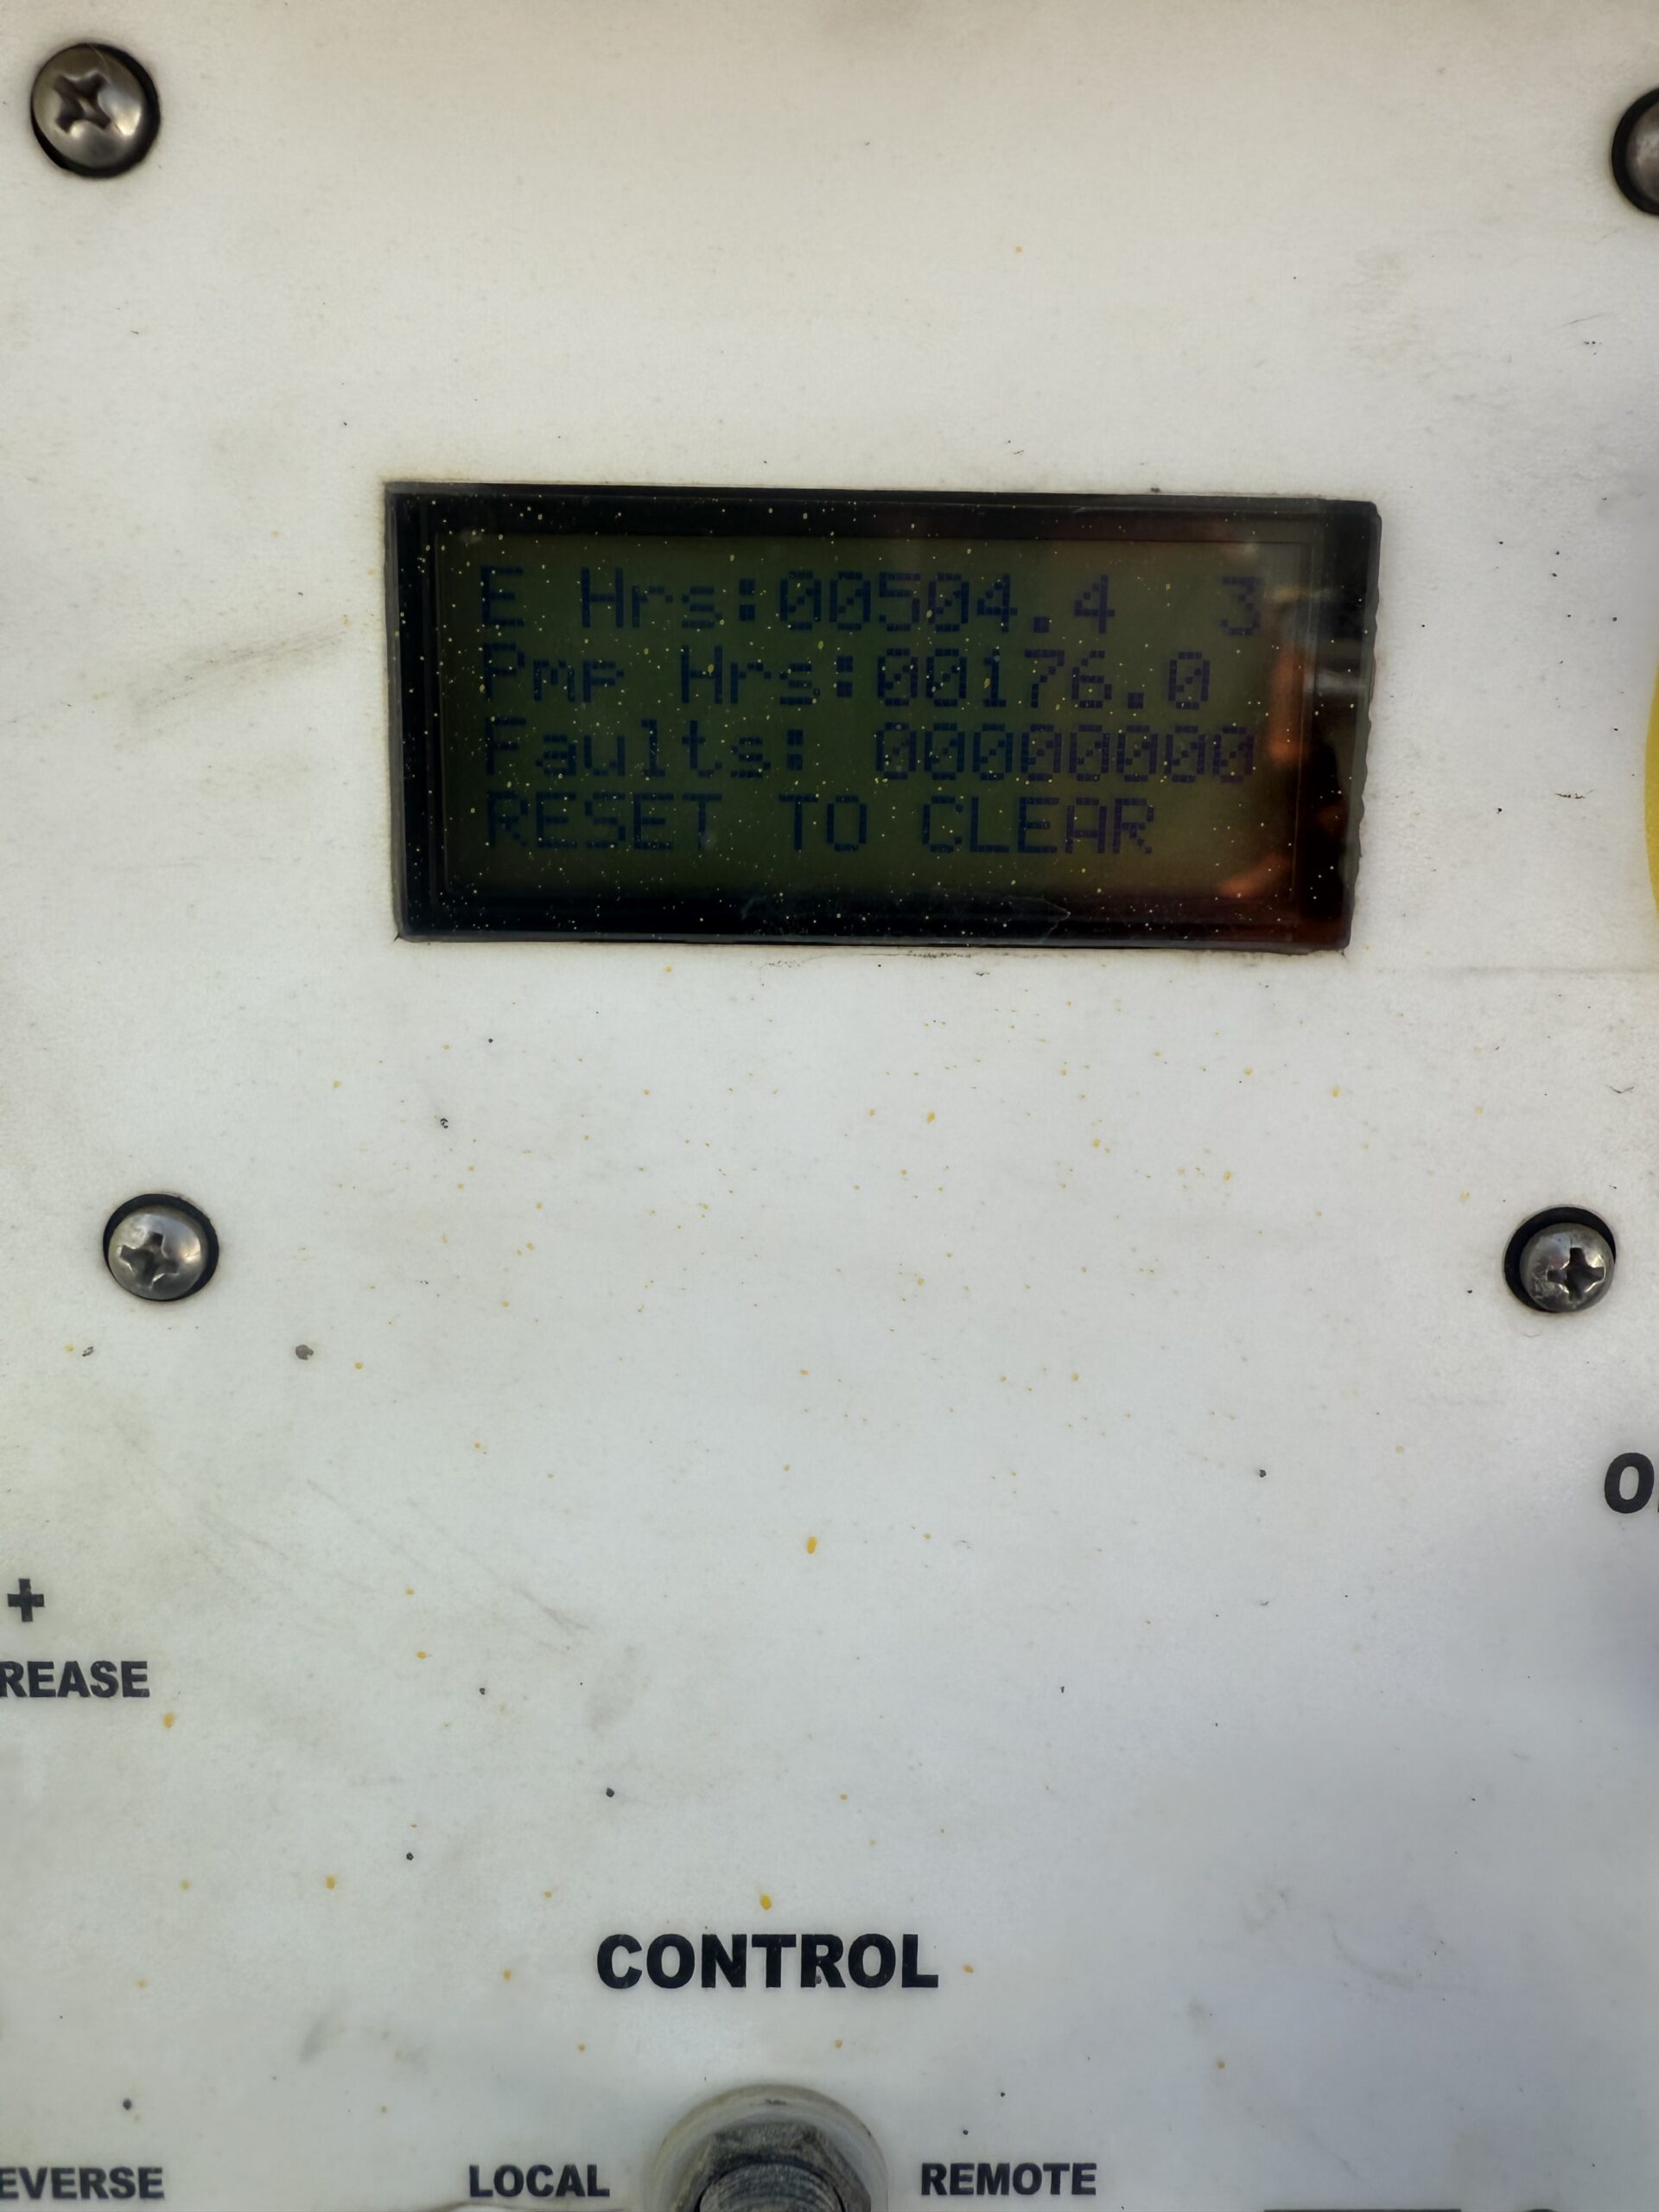 E Hrs:00504.4 3
Pmp Hrs:00176.0
Faults: 00000000
RESET TO CLEAR
+
REASE
CONTROL
EVERSE LOCAL REMOTE